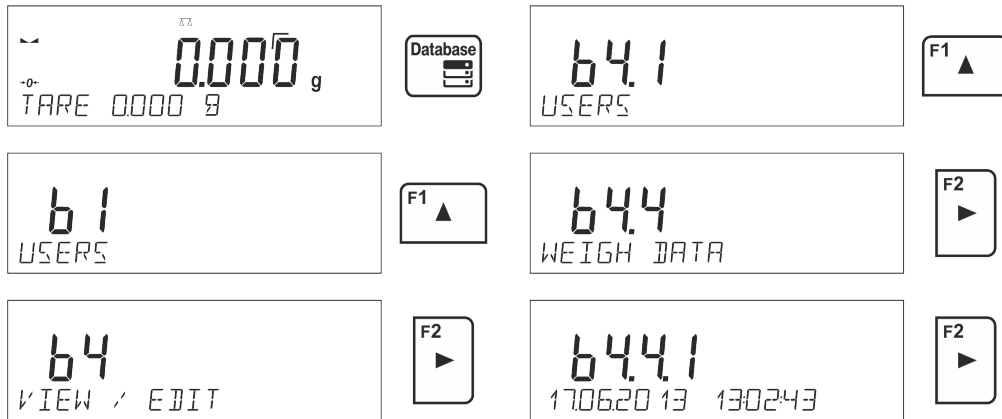 0.000 g
→0←
TARE 0.000 g
Database
b1
USERS
F1
b4
VIEW / EDIT
F2
b4.1
USERS
F1
b4.4
WEIGH DATA
F2
b4.4.1
17.06.2013 13:02:43
F2